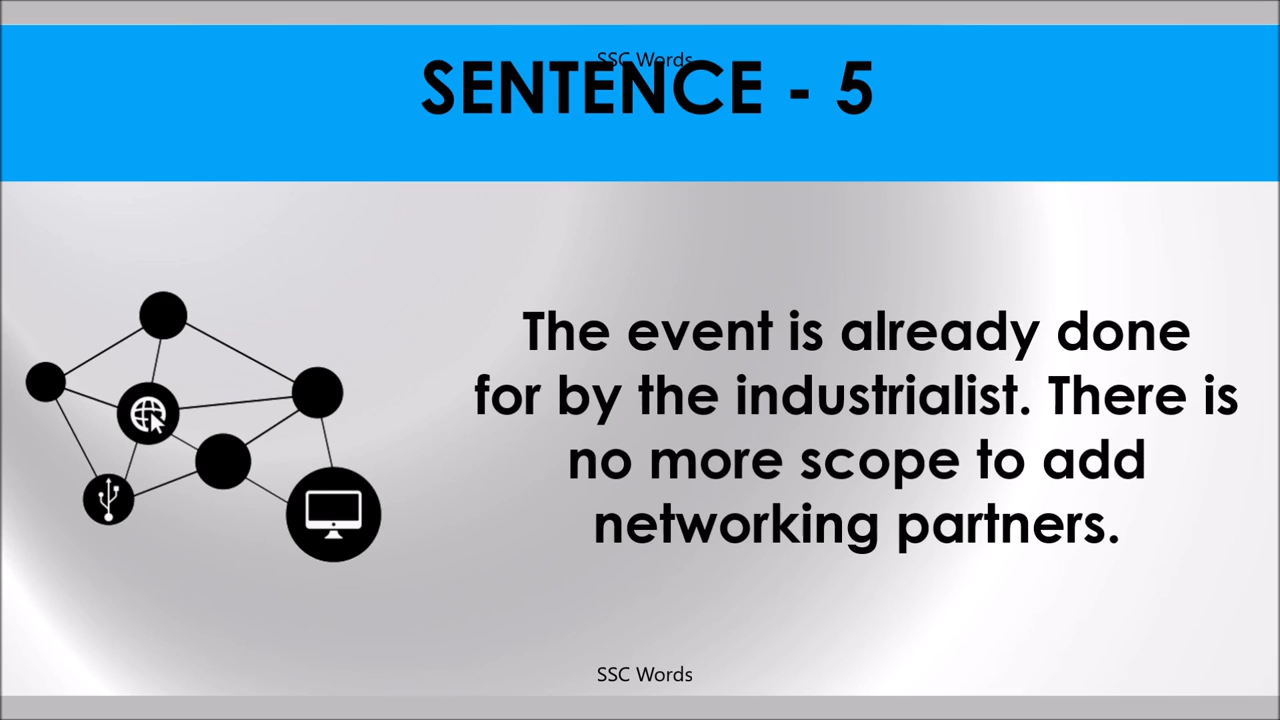 SSC Words
SENTENCE - 5
The event is already done
for by the industrialist. There is
no more scope to add
networking partners.
SSC Words